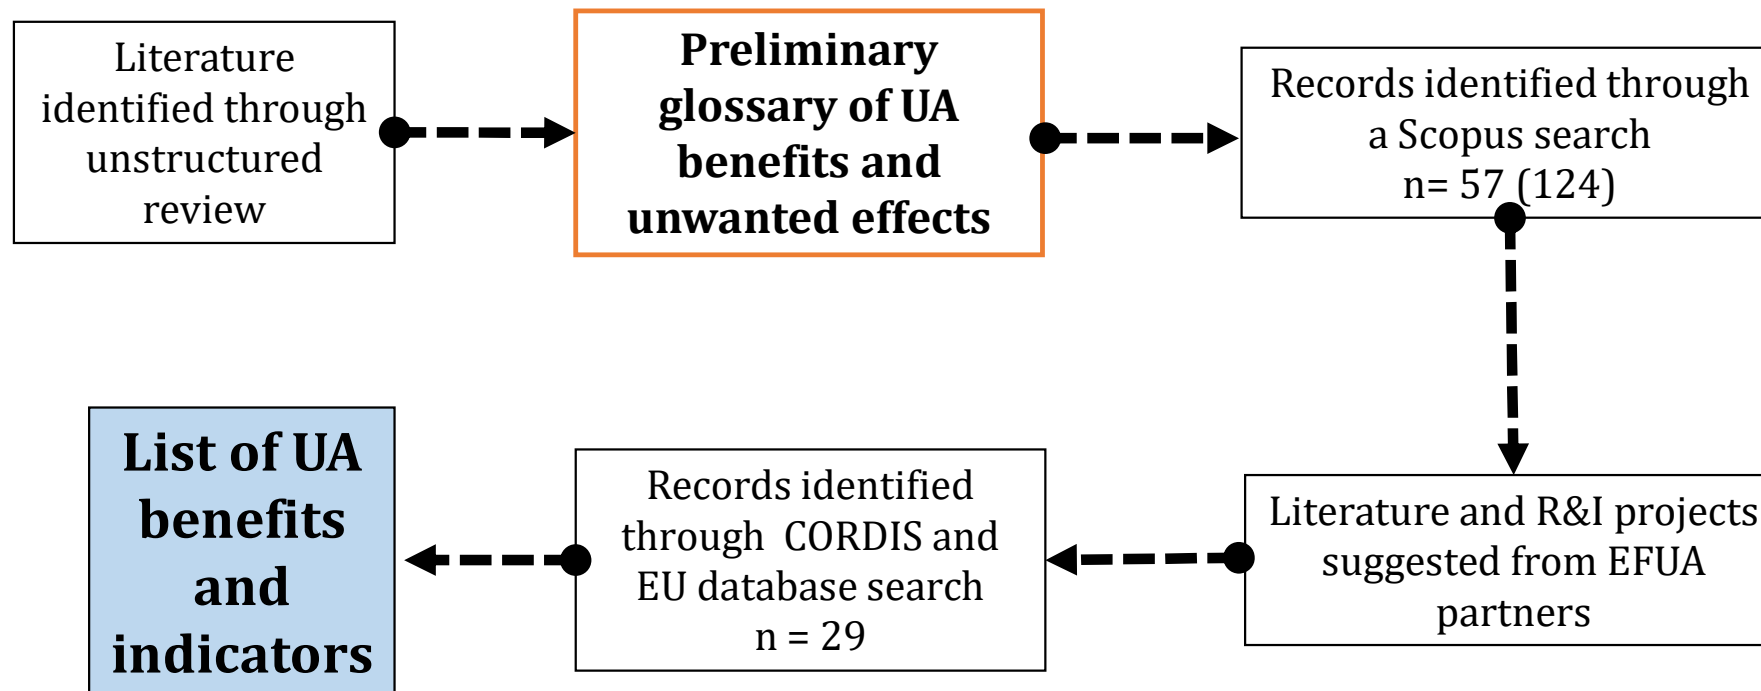 Literature
identified through
unstructured
review
Preliminary
glossary of UA
benefits and
unwanted effects
Records identified through
a Scopus search
n= 57 (124)
Literature and R&I projects
suggested from EFUA
partners
Records identified
through CORDIS and
EU database search
n = 29
List of UA
benefits
and
indicators